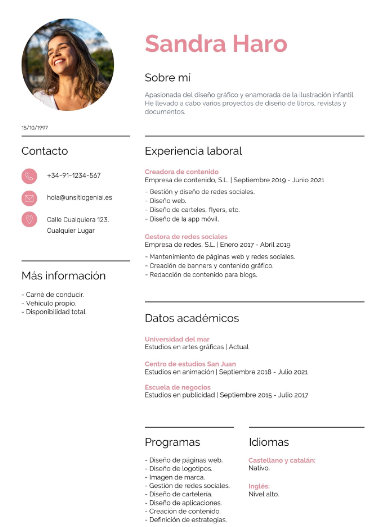 Sandra Haro
Sobre mí
Apasionada del diseño gráfico y enamorada de la ilustración infantil.
He llevado a cabo varios proyectos de diseño de libros, revistas y
documentos.
15/10/1997
Contacto
+34-91-1234-567
hola@unsitiogenial.es
Calle Cualquiera 123,
Cualquier Lugar
Más información
- Carné de conducir.
- Vehículo propio.
- Disponibilidad total.
Experiencia laboral
Creadora de contenido
Empresa de contenido, S.L. | Septiembre 2019 - Junio 2021
- Gestión y diseño de redes sociales.
- Diseño web.
- Diseño de carteles, flyers, etc.
- Diseño de la app móvil.
Gestora de redes sociales
Empresa de redes, S.L. | Enero 2017 - Abril 2019
- Mantenimiento de páginas web y redes sociales.
- Creación de banners y contenido gráfico.
- Redacción de contenido para blogs.
Datos académicos
Universidad del mar
Estudios en artes gráficas | Actual
Centro de estudios San Juan
Estudios en animación | Septiembre 2018 - Julio 2021
Escuela de negocios
Estudios en publicidad | Septiembre 2015 - Julio 2017
Programas
- Diseño de páginas web.
- Diseño de logotipos.
- Imagen de marca.
- Gestión de redes sociales.
- Diseño de cartelería.
- Diseño de aplicaciones.
- Creación de contenido
- Definición de estrategias.
Idiomas
Castellano y catalán:
Nativo.
Inglés:
Nivel alto.